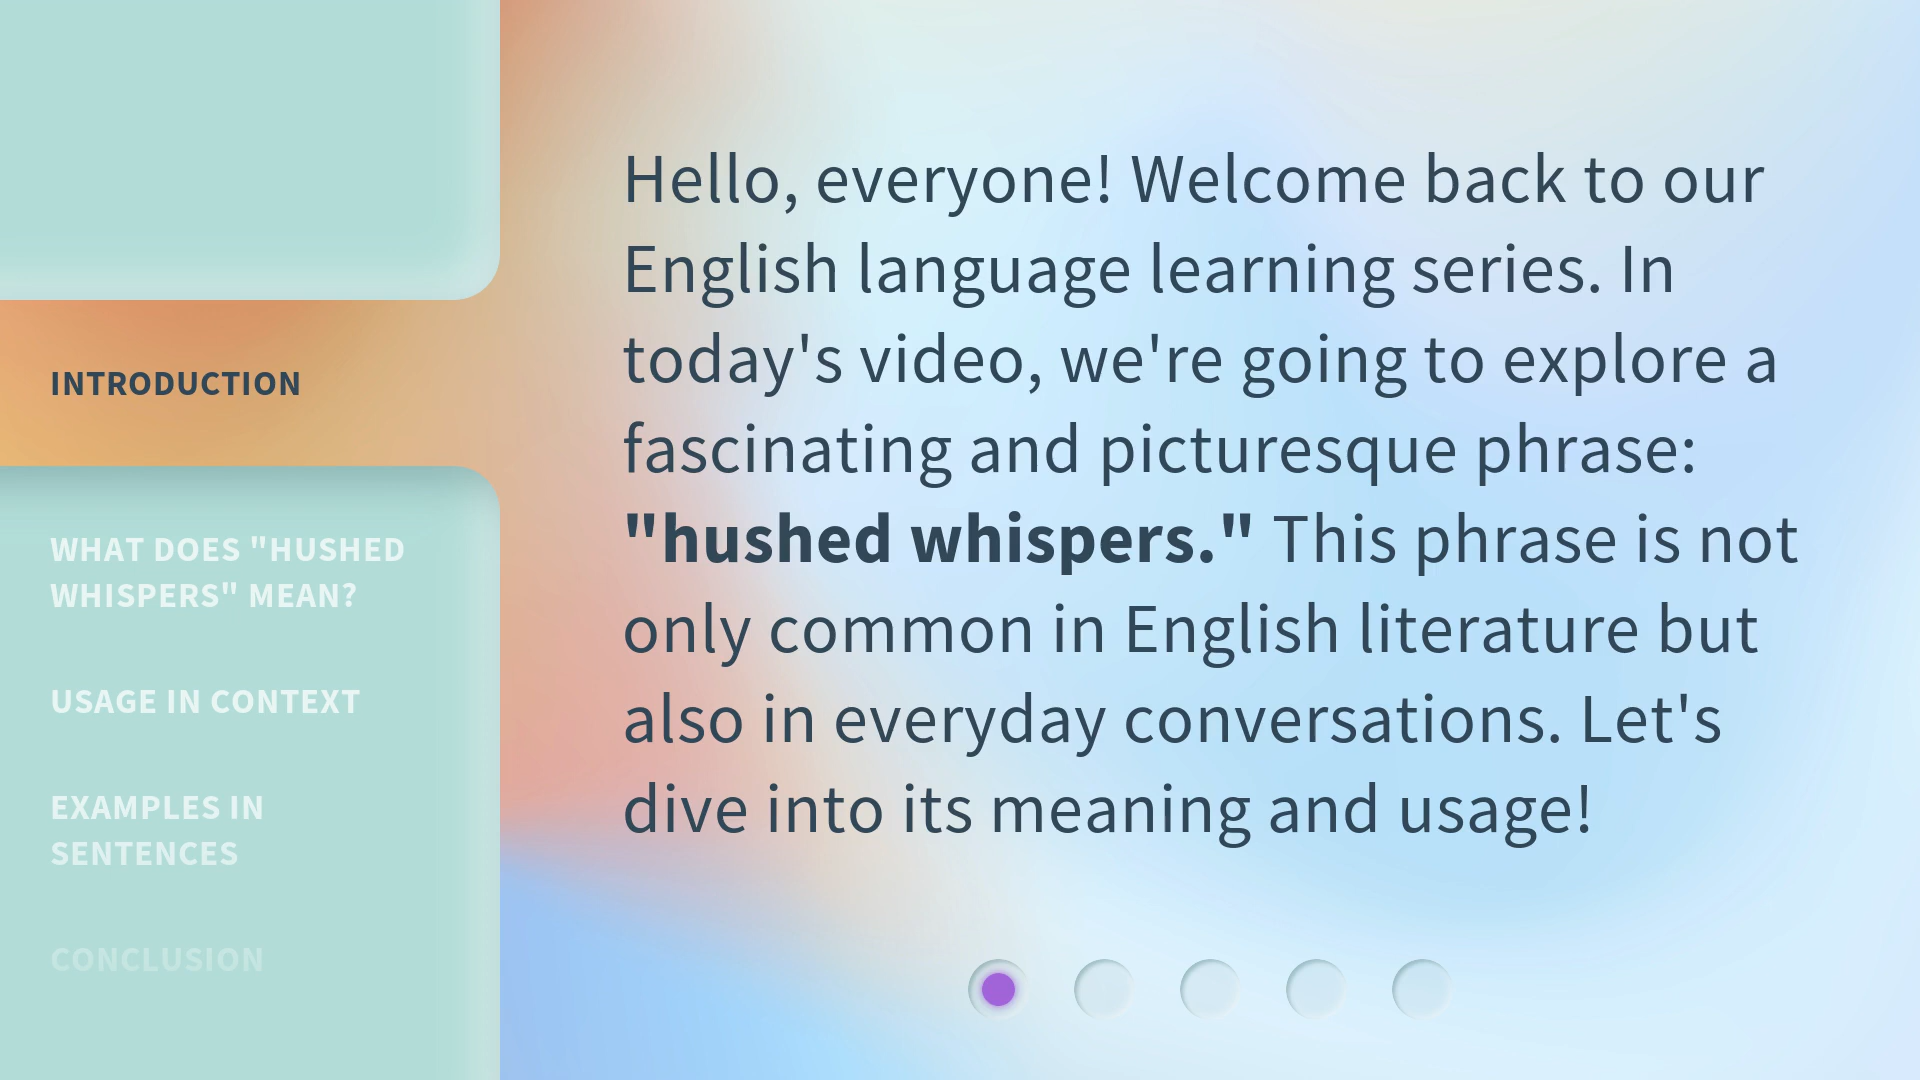 INTRODUCTION
WHAT DOES "HUSHED
WHISPERS" MEAN?
USAGE IN CONTEXT
EXAMPLES IN
SENTENCES
CONCLUSION
Hello, everyone! Welcome back to our
English language learning series. In
today's video, we're going to explore a
fascinating and picturesque phrase:
"hushed whispers." This phrase is not
only common in English literature but
also in everyday conversations. Let's
dive into its meaning and usage!